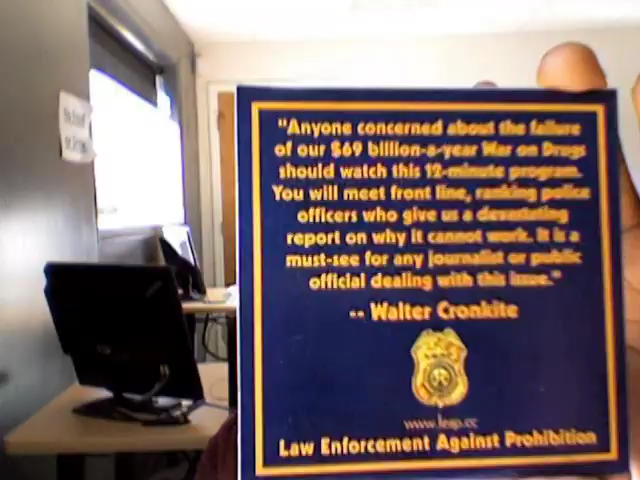 "Anyone concerned about the failure
of our $69 billion-a-year War on Drugs
should watch this 12-minute program.
You will meet front line, ranking police
officers who give us a devastating
report on why it cannot work. It is a
must-see for any journalist or public
official dealing with this issue."
-- Walter Cronkite
www.leap.cc
Law Enforcement Against Prohibition